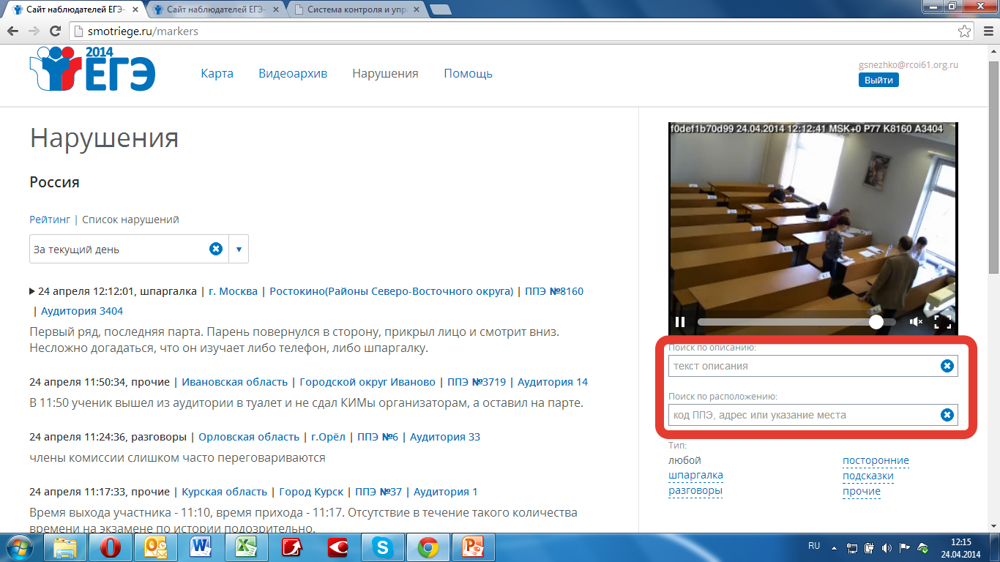 Сайт наблюдателей ЕГЭ-
Сайт наблюдателей ЕГЭ-
Система контроля и упра
smotriege.ru/markers
2014
ЕГЭ
Карта
Видеоархив
Нарушения
Помощь
gsnezhko@rcoi61.org.ru
Выйти
Нарушения
Россия
Рейтинг | Список нарушений
За текущий день
24 апреля 12:12:01, шпаргалка | г. Москва | Ростокино(Районы Северо-Восточного округа) | ППЭ №8160
| Аудитория 3404
Первый ряд, последняя парта. Парень повернулся в сторону, прикрыл лицо и смотрит вниз.
Несложно догадаться, что он изучает либо телефон, либо шпаргалку.
24 апреля 11:50:34, прочие | Ивановская область | Городской округ Иваново | ППЭ №3719 | Аудитория 14
В 11:50 ученик вышел из аудитории в туалет и не сдал КИМы организаторам, а оставил на парте.
24 апреля 11:24:36, разговоры | Орловская область | г.Орёл | ППЭ №6 | Аудитория 33
члены комиссии слишком часто переговариваются
24 апреля 11:17:33, прочие | Курская область | Город Курск | ППЭ №37 | Аудитория 1
Время выхода участника - 11:10, время прихода - 11:17. Отсутствие в течение такого количества
времени на экзамене по истории подозрительно.
f0def1b70d99 24.04.2014 12:12:41 MSK+0 P77 K8160 A3404
Поиск по описанию:
текст описания
Поиск по расположению:
код ППЭ, адрес или указание места
Тип:
любой
шпаргалка
разговоры
посторонние
подсказки
прочие
RU
12:15
24.04.2014